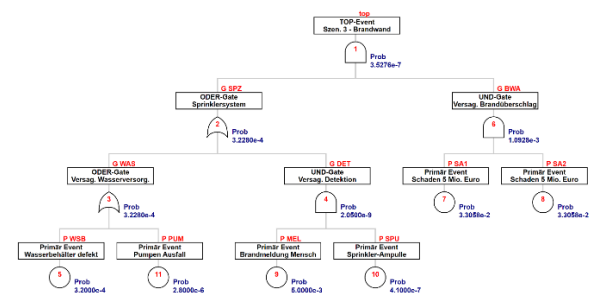 top
TOP-Event
Szen. 3 - Brandwand
1
Prob
3.5276e-7
G SPZ
ODER-Gate
Sprinklersystem
2
Prob
3.2280e-4
G BWA
UND-Gate
Versag. Brandüberschlag
6
Prob
1.0928e-3
G WAS
ODER-Gate
Versag. Wasserversorg.
3
Prob
3.2280e-4
G DET
UND-Gate
Versag. Detektion
4
Prob
2.0500e-9
P SA1
Primär Event
Schaden 5 Mio. Euro
7
Prob
3.3058e-2
P SA2
Primär Event
Schaden 5 Mio. Euro
8
Prob
3.3058e-2
P WSB
Primär Event
Wasserbehälter defekt
5
Prob
3.2000e-4
P PUM
Primär Event
Pumpen Ausfall
11
Prob
2.8000e-6
P MEL
Primär Event
Brandmeldung Mensch
9
Prob
5.0000e-3
P SPU
Primär Event
Sprinkler-Ampulle
10
Prob
4.1000e-7